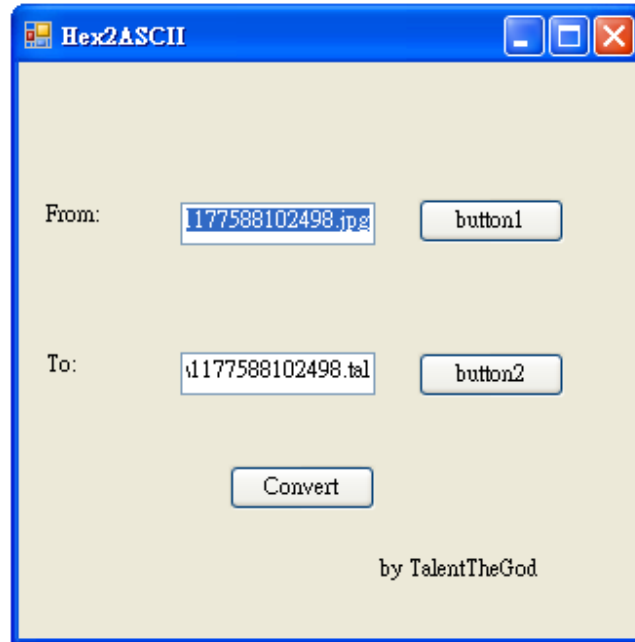 Hex2ASCII
From: 1177588102498.jpg button1
To: \1177588102498.tal button2
Convert
by TalentTheGod